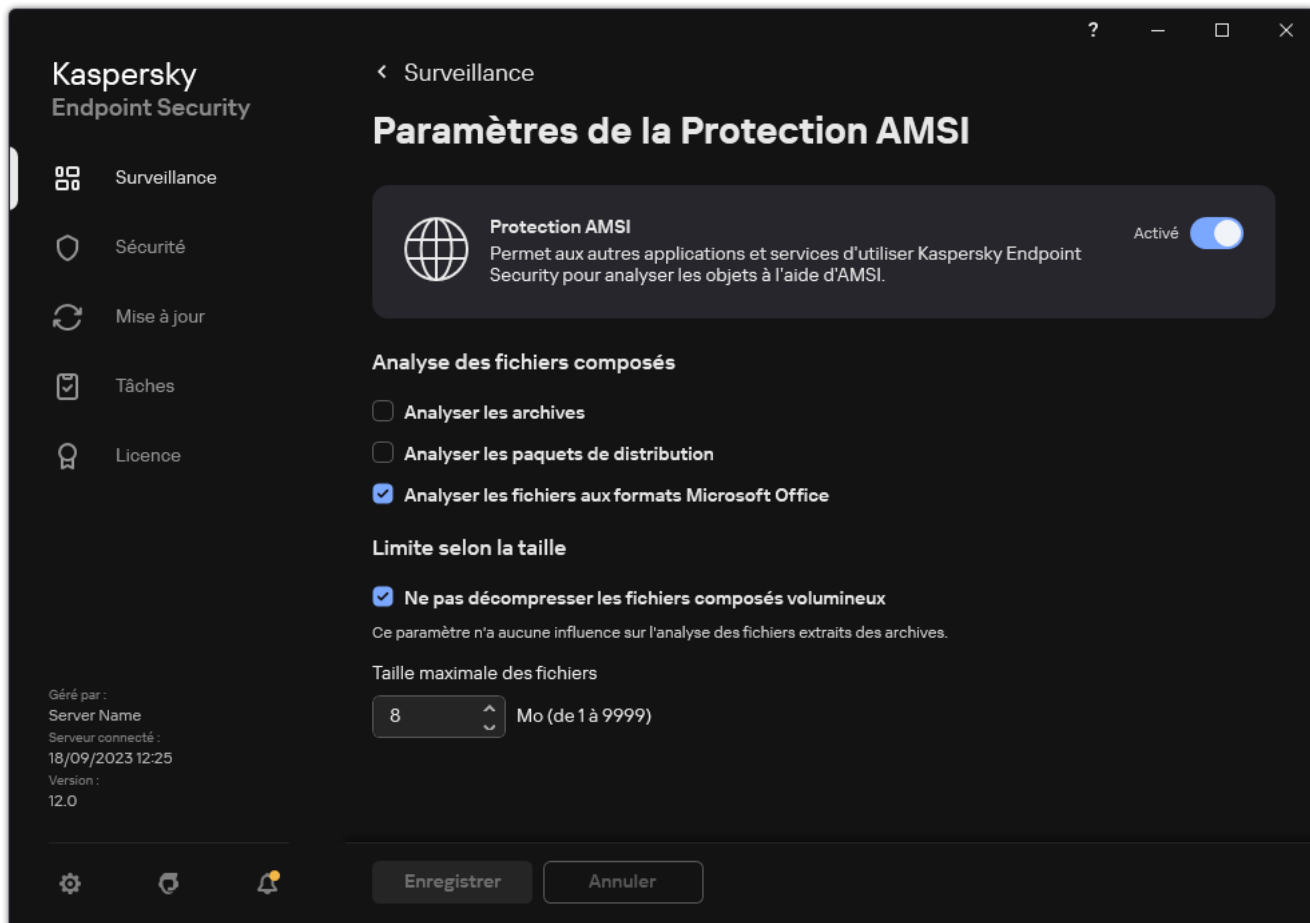 ?
Kaspersky
Endpoint Security
Surveillance
Sécurité
Mise à jour
Tâches
Licence
Géré par :
Server Name
Serveur connecté :
18/09/2023 12:25
Version :
12.0
Surveillance
Paramètres de la Protection AMSI
Protection AMSI
Permet aux autres applications et services d'utiliser Kaspersky Endpoint
Security pour analyser les objets à l'aide d'AMSI.
Activé
Analyse des fichiers composés
Analyser les archives
Analyser les paquets de distribution
Analyser les fichiers aux formats Microsoft Office
Limite selon la taille
Ne pas décompresser les fichiers composés volumineux
Ce paramètre n'a aucune influence sur l'analyse des fichiers extraits des archives.
Taille maximale des fichiers
8 Mo (de 1 à 9999)
Enregistrer Annuler